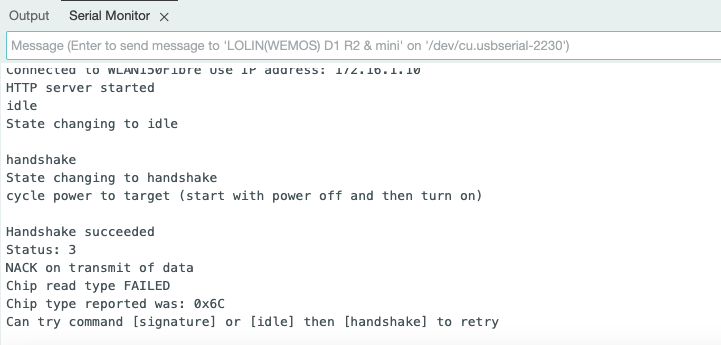 Output   Serial Monitor ×
Message (Enter to send message to 'LOLIN(WEMOS) D1 R2 & mini' on '/dev/cu.usbserial-2230')
Connected to WLAN150Fibre Use IP address: 172.16.1.10
HTTP server started
idle
State changing to idle
handshake
State changing to handshake
cycle power to target (start with power off and then turn on)
Handshake succeeded
Status: 3
NACK on transmit of data
Chip read type FAILED
Chip type reported was: 0x6C
Can try command [signature] or [idle] then [handshake] to retry